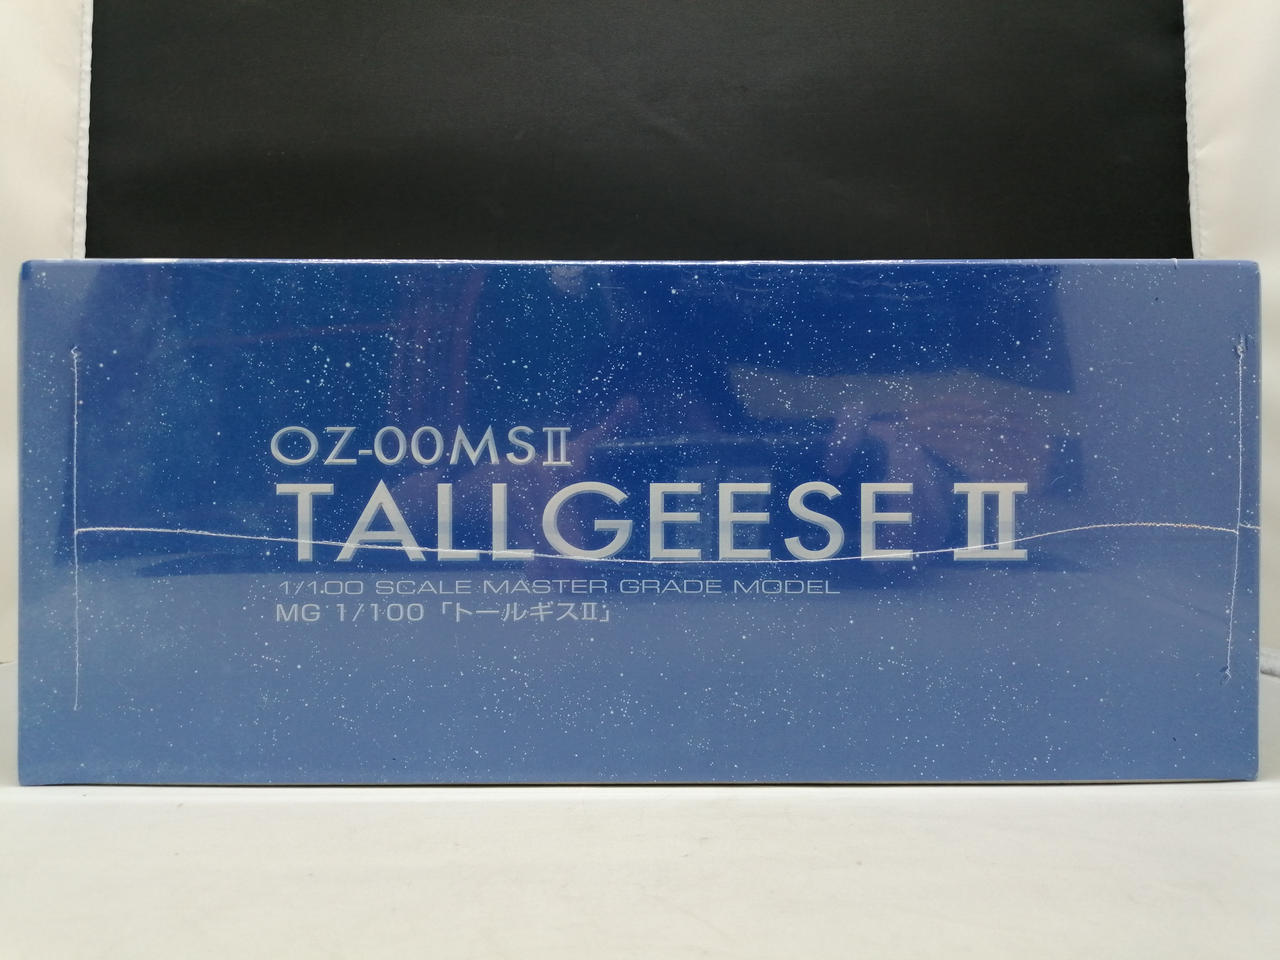 OZ-00MSⅡ
TALLGEESE Ⅱ
1/100 SCALE MASTER GRADE MODEL
MG 1/100「トールギスⅡ」